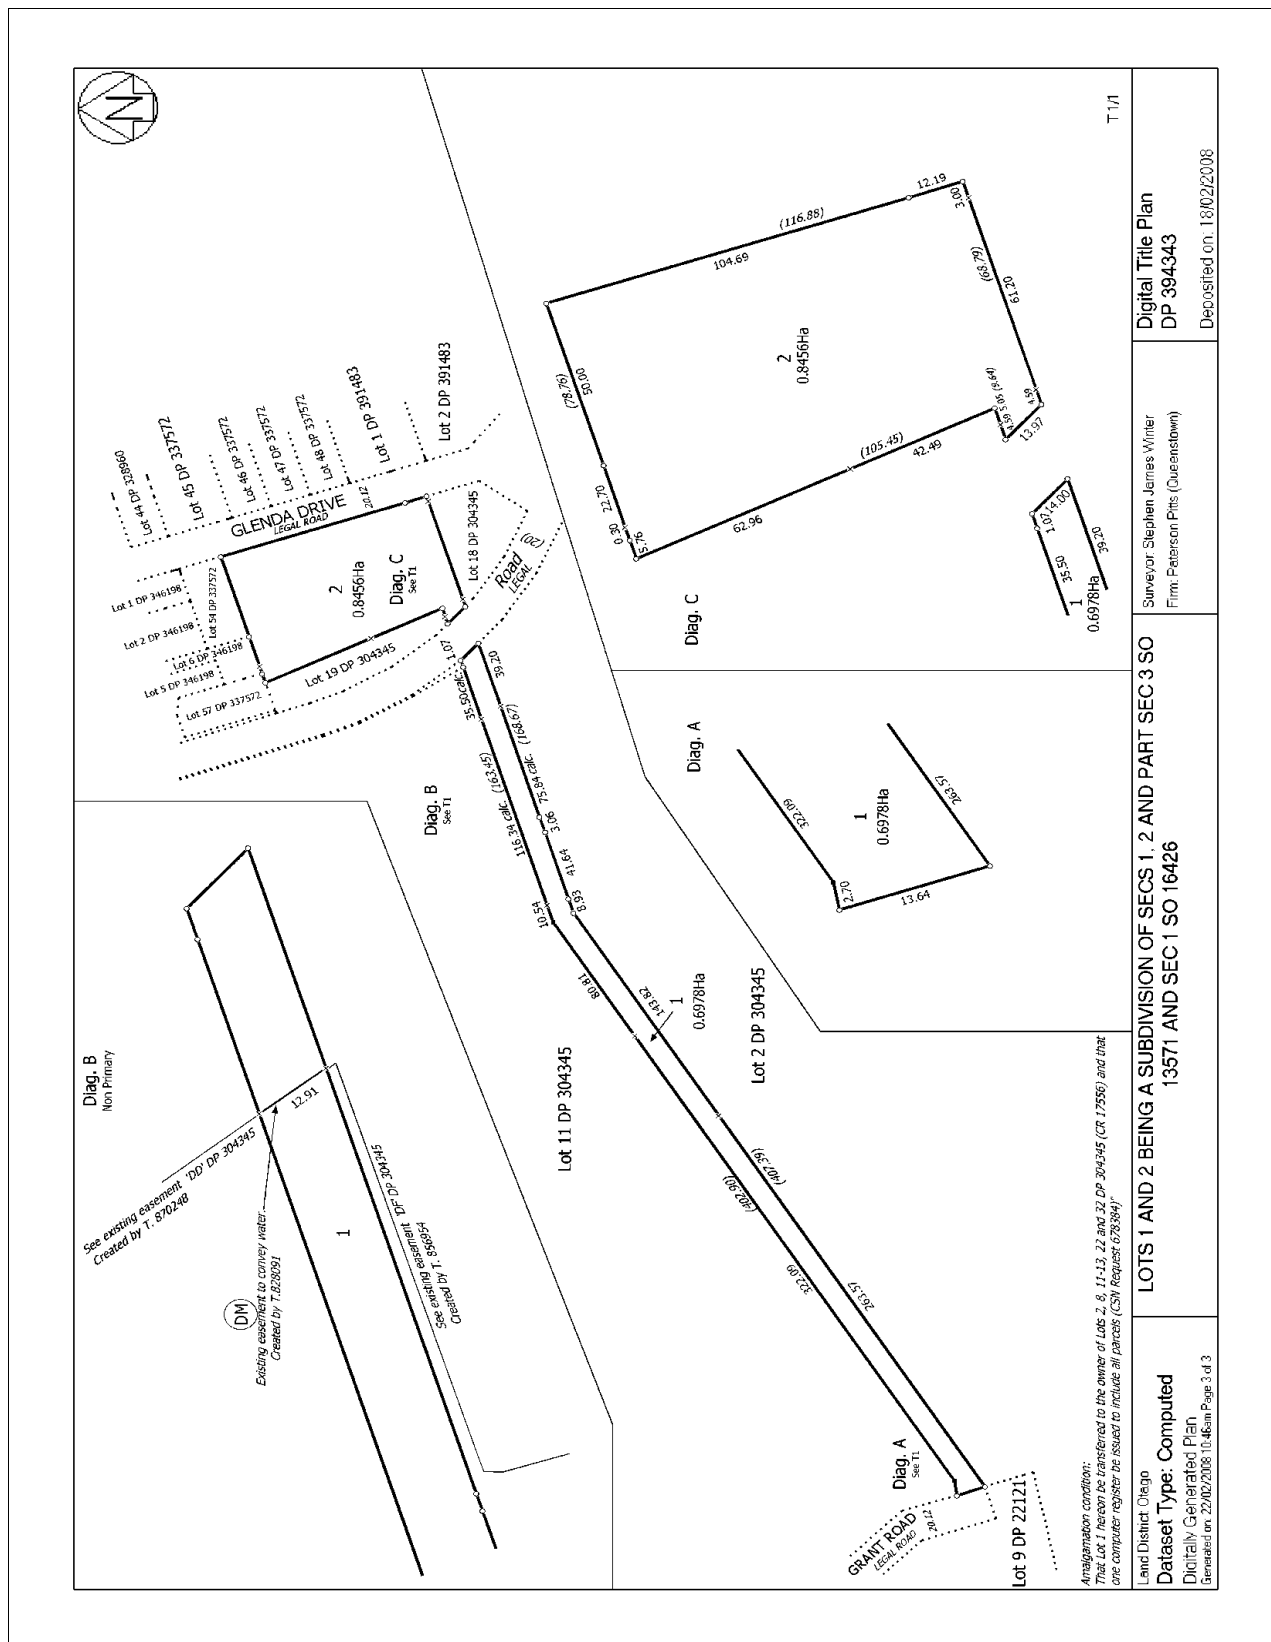 Diag. B
Non Primary
See existing easement 'DD' DP 304345
Created by T. 870248
12.91
DM
Existing easement to convey water.
Created by T.828091
1
See existing easement 'DF' DP 304345
Created by T. 856954
N
Lot 44 DP 328960
Lot 45 DP 337572
Lot 46 DP 337572
Lot 47 DP 337572
Lot 48 DP 337572
Lot 1 DP 391483
Lot 2 DP 391483
GLENDA DRIVE
LEGAL ROAD
20.12
Lot 1 DP 346198
Lot 2 DP 346198
Lot 6 DP 346198
Lot 5 DP 346198
Lot 57 DP 337572
Lot 54 DP 337572
2
0.8456Ha
Diag. C
See T1
Lot 18 DP 304345
Lot 19 DP 304345
Road
LEGAL
(20)
1.07
39.20
35.50calc.
Diag. B
See T1
116.34 calc. (163.45)
75.84 calc. (168.67)
3.06
41.64
8.93
10.54
80.81
143.82
1
0.6978Ha
Lot 11 DP 304345
Lot 2 DP 304345
(402.90)
(407.39)
322.09
263.57
Diag. A
See T1
GRANT ROAD
LEGAL ROAD
20.12
Lot 9 DP 22121
Diag. A
322.09
263.57
1
0.6978Ha
2.70
13.64
Diag. C
(78.76)
50.00
22.70
0.30
5.76
62.96
(105.45)
42.49
104.69
(116.88)
12.19
3.00
(68.79)
61.20
2
0.8456Ha
4.59
5.05 (9.64)
4.59
13.97
1.07
14.00
35.50
39.20
1
0.6978Ha
T 1/1
Amalgamation condition:
That Lot 1 hereon be transferred to the owner of Lots 2, 8, 11-13, 22 and 32 DP 304345 (CR 17556) and that
one computer register be issued to include all parcels (CSN Request 678384)"
Land District: Otago
Dataset Type: Computed
Digitally Generated Plan
Generated on: 22/02/2008 10:46am Page 3 of 3
LOTS 1 AND 2 BEING A SUBDIVISION OF SECS 1, 2 AND PART SEC 3 SO
13571 AND SEC 1 SO 16426
Surveyor: Stephen James Winter
Firm: Paterson Pitts (Queenstown)
Digital Title Plan
DP 394343
Deposited on: 18/02/2008